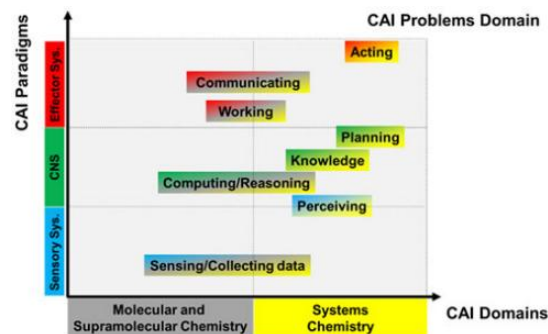 CAI Problems Domain
CAI Paradigms
Effector Sys.
CNS
Sensory Sys.
Acting
Communicating
Working
Planning
Knowledge
Computing/Reasoning
Perceiving
Sensing/Collecting data
Molecular and
Supramolecular Chemistry
Systems
Chemistry
CAI Domains